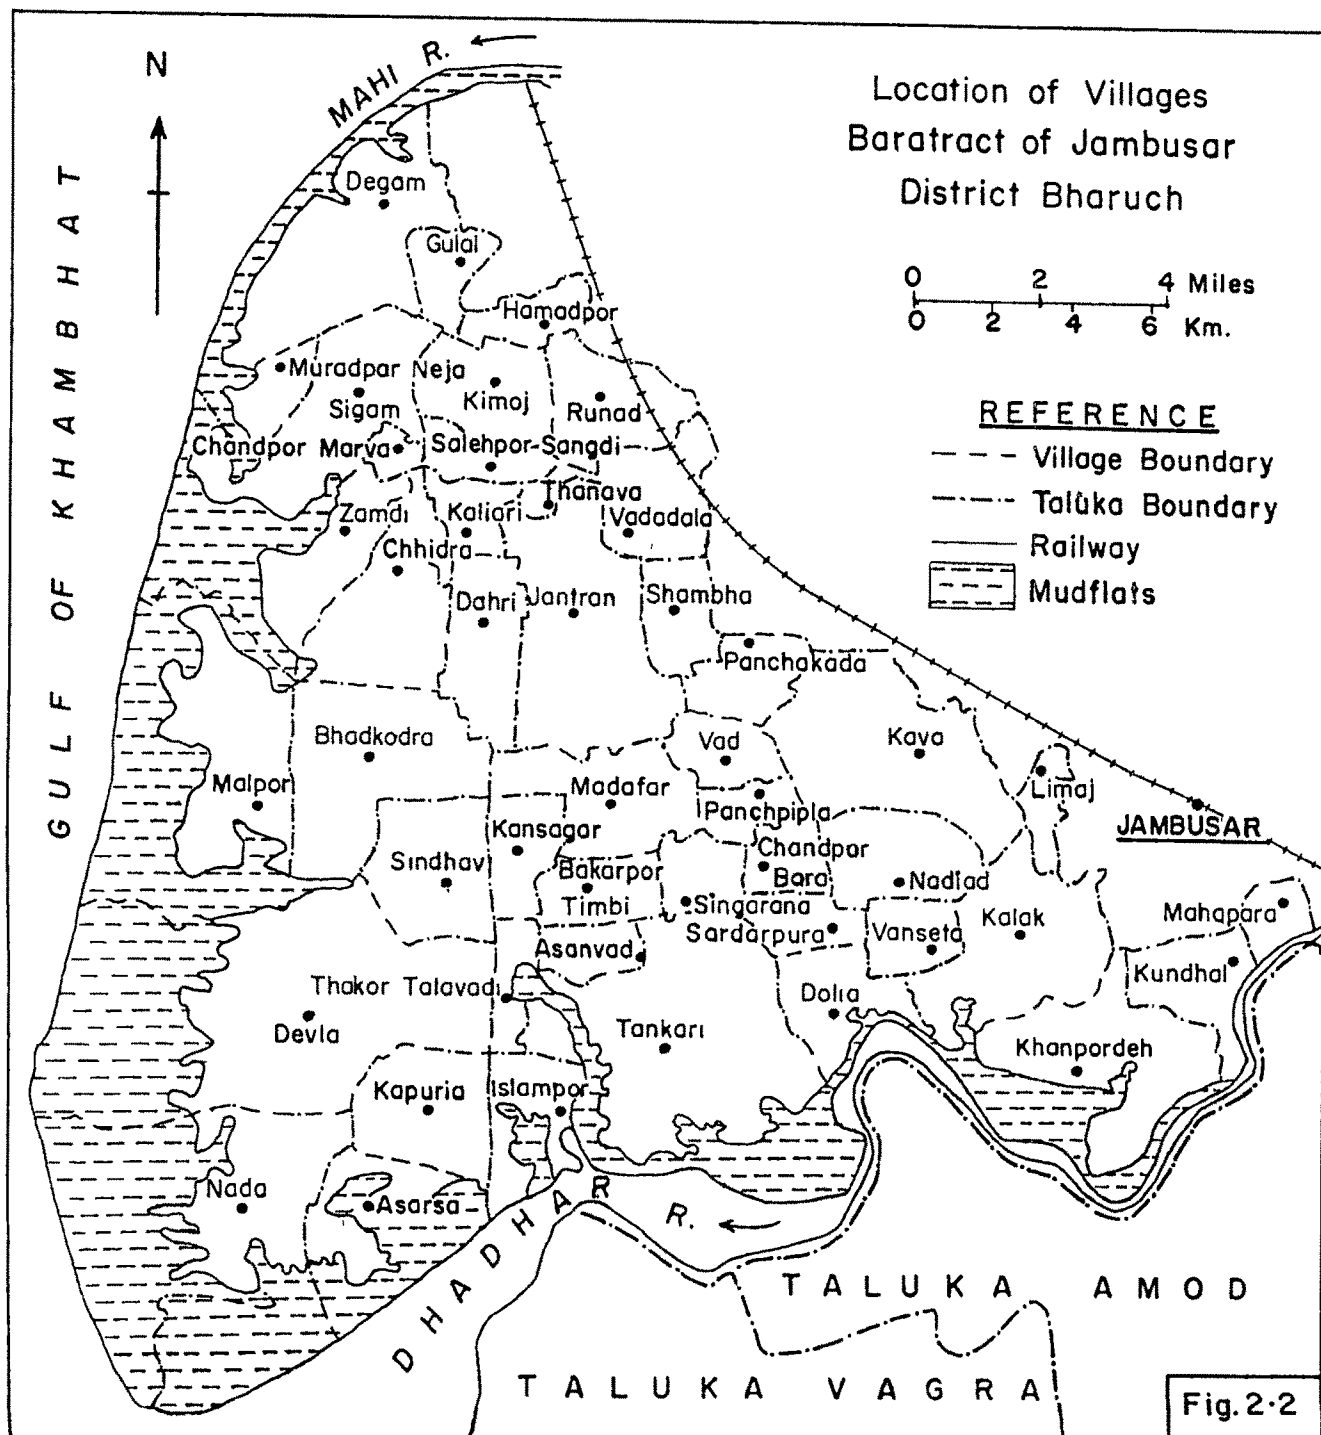 N
MAHI R.
Location of Villages
Baratract of Jambusar
District Bharuch
0 2 4 Miles
0 2 4 6 Km.
REFERENCE
Village Boundary
Talūka Boundary
Railway
Mudflats
GULF OF KHAMBHAT
Degam
Gulal
Hamadpor
Muradpar Neja
Sigam
Kimoj
Runad
Chandpor Marva
Salehpor Sangdi
Thanava
Zamdi
Kaliari
Vadadala
Chhidra
Dahri
Jantran
Shambha
Panchakada
Bhadkodra
Vad
Kava
Malpor
Madafar
Limaj
Panchpipla
JAMBUSAR
Kansagar
Sindhav
Chandpor
Bara
Bakarpor
Timbi
Nadiad
Singarana
Kalak
Mahapara
Sardarpura
Vanseta
Asanvad
Kundhal
Thakor Talavadi
Dolia
Devla
Tankari
Khanpordeh
Kapuria
Islampor
Nada
Asarsa
DHADHAR R.
TALUKA AMOD
TALUKA VAGRA
Fig. 2·2